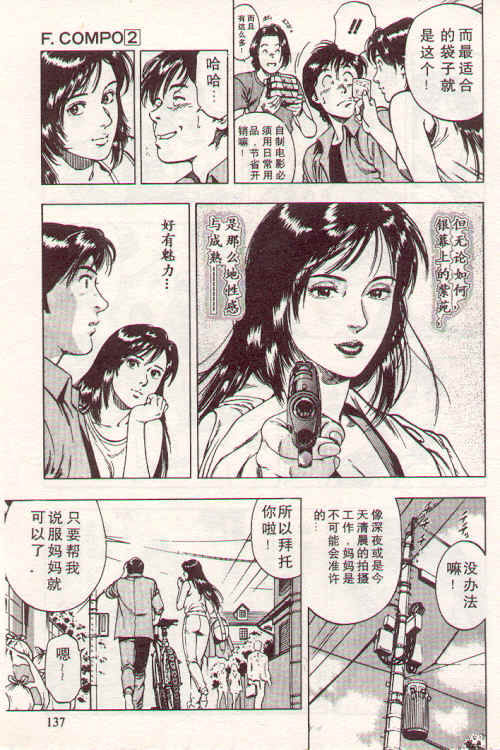 F. COMPO 2
而最适合
的袋子就
是这个！
!!
而且
有这么多！
自制电影必
须用日常用
品，节省开
销嘛！
哈
哈…
但无论如何，
银幕上的紫苑，
是那么地性感
与成熟………
好有魅力…
没办法
嘛！
像深夜或是今
天清晨的拍摄
工作，妈妈是
不可能会准许
的…
所以拜托
你啦！
只要帮我
说服妈妈就
可以了…
嗯~
137